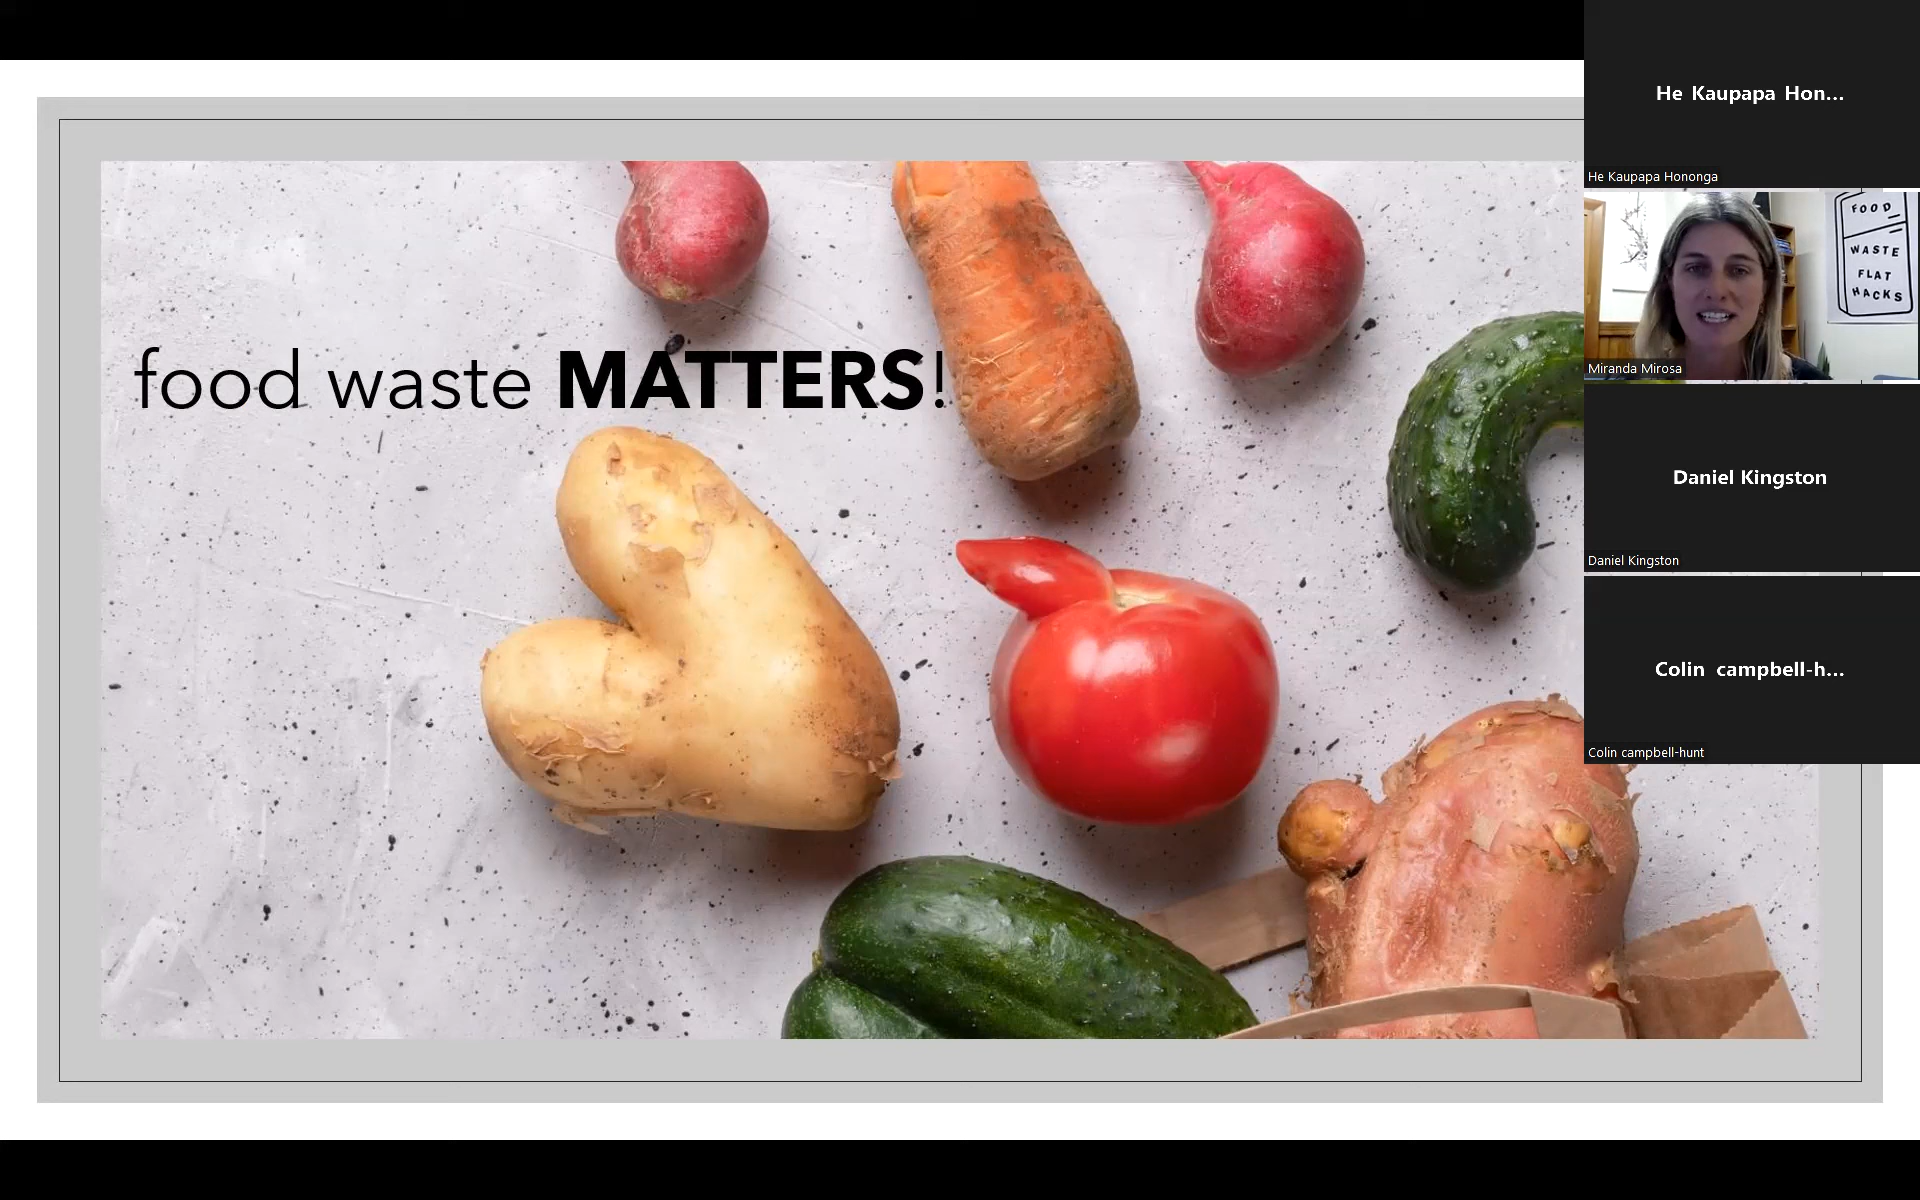 food waste MATTERS!
He Kaupapa Hon...
He Kaupapa Hononga
FOOD
WASTE
FLAT
HACKS
Miranda Mirosa
Daniel Kingston
Daniel Kingston
Colin campbell-h...
Colin campbell-hunt